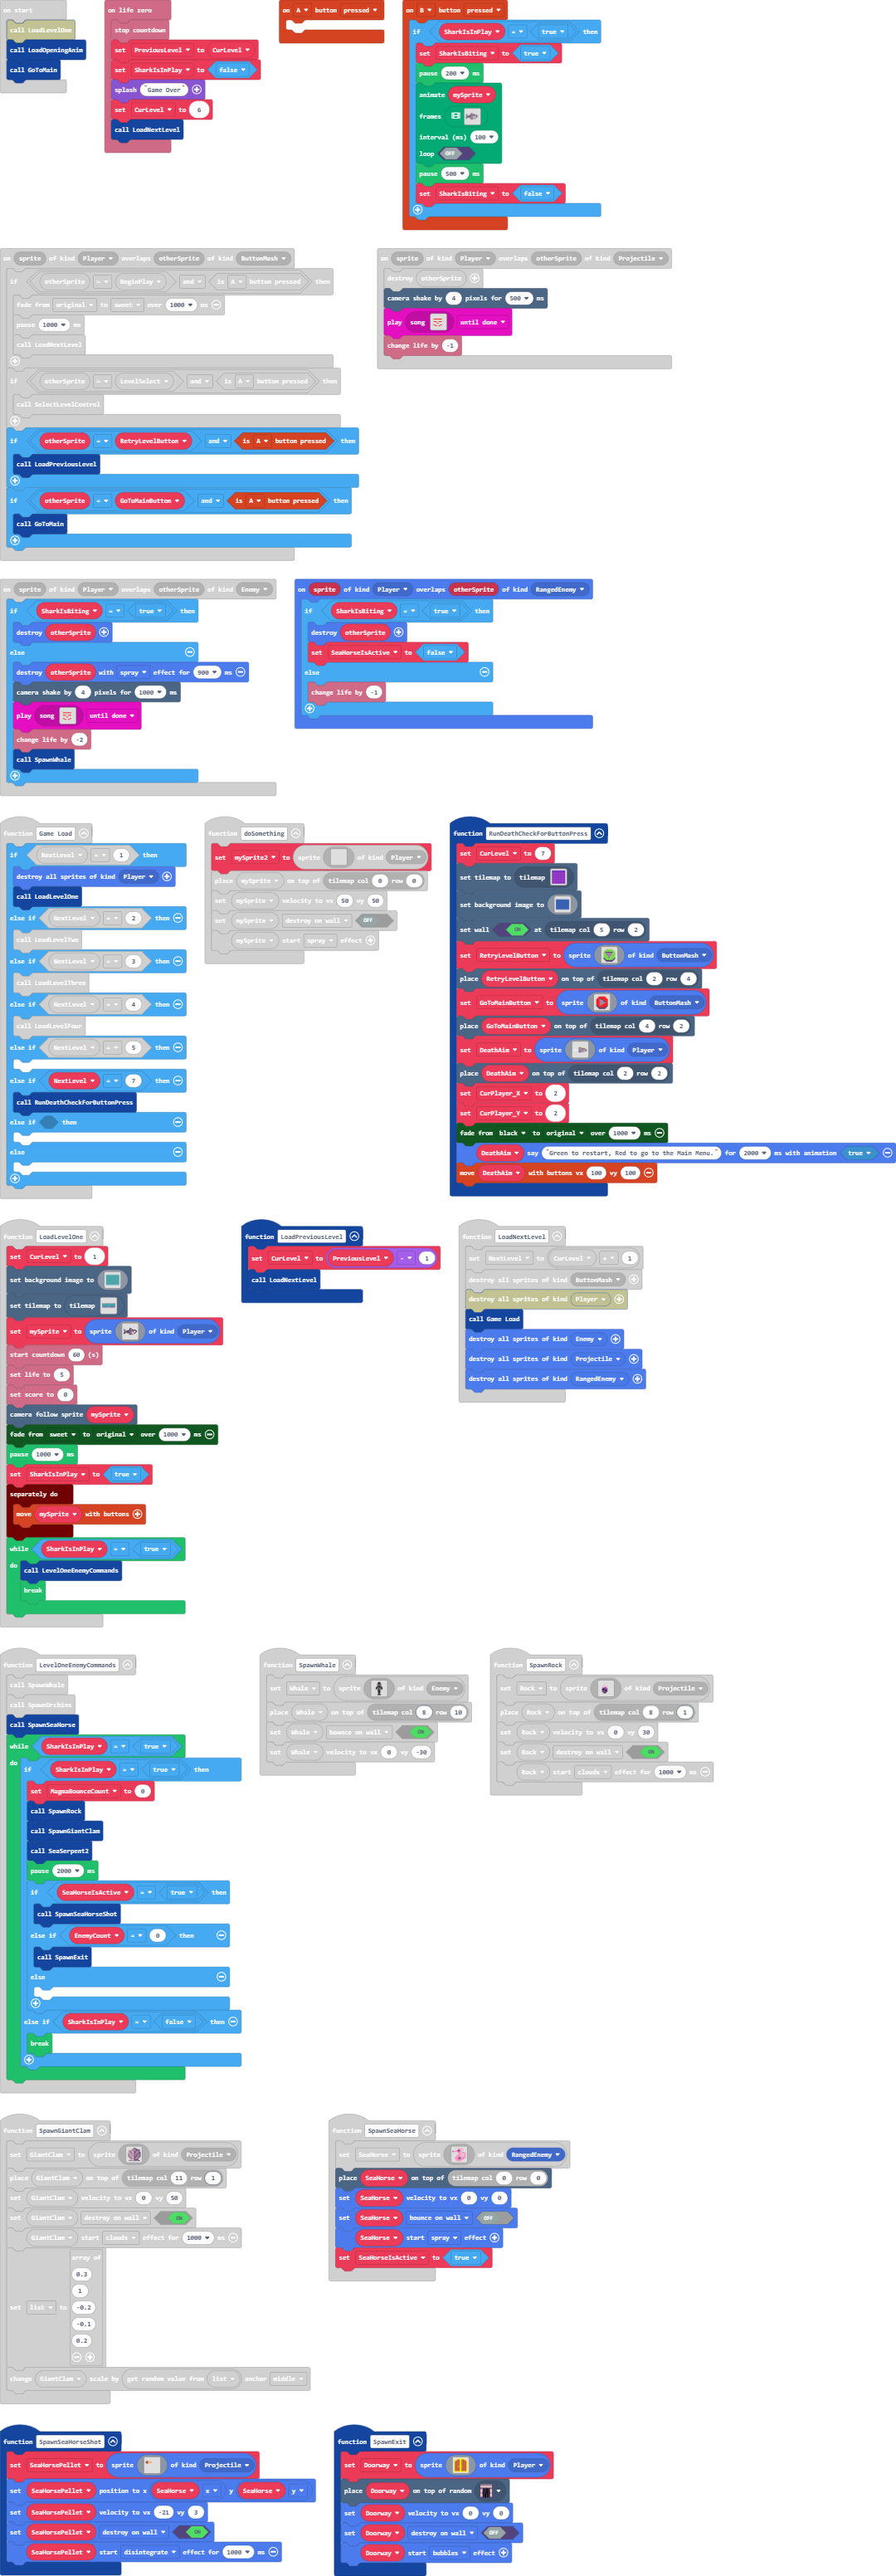 on start
call LoadLevelOne
call LoadOpeningAnim
call GoToMain
on life zero
stop countdown
set PreviousLevel to CurLevel
set SharkIsInPlay to false
splash "Game Over"
set CurLevel to 6
call LoadNextLevel
on A button pressed
on B button pressed
if SharkIsInPlay = true then
set SharkIsBiting to true
pause 200 ms
animate mySprite
frames
interval (ms) 100
loop OFF
pause 500 ms
set SharkIsBiting to false
on sprite of kind Player overlaps otherSprite of kind ButtonMash
if otherSprite = BeginPlay and is A button pressed then
fade from original to sweet over 1000 ms
pause 1000 ms
call LoadNextLevel
if otherSprite = LevelSelect and is A button pressed then
call SelectLevelControl
if otherSprite = RetryLevelButton and is A button pressed then
call LoadPreviousLevel
if otherSprite = GoToMainButton and is A button pressed then
call GoToMain
on sprite of kind Player overlaps otherSprite of kind Projectile
destroy otherSprite
camera shake by 4 pixels for 500 ms
play song until done
change life by -1
on sprite of kind Player overlaps otherSprite of kind Enemy
if SharkIsBiting = true then
destroy otherSprite
else
destroy otherSprite with spray effect for 900 ms
camera shake by 4 pixels for 1000 ms
play song until done
change life by -2
call SpawnWhale
on sprite of kind Player overlaps otherSprite of kind RangedEnemy
if SharkIsBiting = true then
destroy otherSprite
set SeaHorseIsActive to false
else
change life by -1
function Game Load
if NextLevel = 1 then
destroy all sprites of kind Player
call LoadLevelOne
else if NextLevel = 2 then
call LoadLevelTwo
else if NextLevel = 3 then
call LoadLevelThree
else if NextLevel = 4 then
call LoadLevelFour
else if NextLevel = 5 then
else if NextLevel = 7 then
call RunDeathCheckForButtonPress
else if then
else
function doSomething
set mySprite2 to sprite of kind Player
place mySprite on top of tilemap col 0 row 0
set mySprite velocity to vx 50 vy 50
set mySprite destroy on wall OFF
mySprite start spray effect
function RunDeathCheckForButtonPress
set CurLevel to 7
set tilemap to tilemap
set background image to
set wall ON at tilemap col 5 row 2
set RetryLevelButton to sprite of kind ButtonMash
place RetryLevelButton on top of tilemap col 2 row 4
set GoToMainButton to sprite of kind ButtonMash
place GoToMainButton on top of tilemap col 4 row 2
set DeathAim to sprite of kind Player
place DeathAim on top of tilemap col 2 row 2
set CurPlayer_X to 2
set CurPlayer_Y to 2
fade from black to original over 1000 ms
DeathAim say "Green to restart, Red to go to the Main Menu." for 2000 ms with animation true
move DeathAim with buttons vx 100 vy 100
function LoadLevelOne
set CurLevel to 1
set background image to
set tilemap to tilemap
set mySprite to sprite of kind Player
start countdown 60 (s)
set life to 5
set score to 0
camera follow sprite mySprite
fade from sweet to original over 1000 ms
pause 1000 ms
set SharkIsInPlay to true
separately do
move mySprite with buttons
while SharkIsInPlay = true
do call LevelOneEnemyCommands
break
function LoadPreviousLevel
set CurLevel to PreviousLevel - 1
call LoadNextLevel
function LoadNextLevel
set NextLevel to CurLevel + 1
destroy all sprites of kind ButtonMash
destroy all sprites of kind Player
call Game Load
destroy all sprites of kind Enemy
destroy all sprites of kind Projectile
destroy all sprites of kind RangedEnemy
function LevelOneEnemyCommands
call SpawnWhale
call SpawnUrchies
call SpawnSeaHorse
while SharkIsInPlay = true
do if SharkIsInPlay = true then
set MagmaBounceCount to 0
call SpawnRock
call SpawnGiantClam
call SeaSerpent2
pause 2000 ms
if SeaHorseIsActive = true then
call SpawnSeaHorseShot
else if EnemyCount = 0 then
call SpawnExit
else
else if SharkIsInPlay = false then
break
function SpawnWhale
set Whale to sprite of kind Enemy
place Whale on top of tilemap col 8 row 10
set Whale bounce on wall ON
set Whale velocity to vx 0 vy -30
function SpawnRock
set Rock to sprite of kind Projectile
place Rock on top of tilemap col 8 row 1
set Rock velocity to vx 0 vy 30
set Rock destroy on wall ON
Rock start clouds effect for 1000 ms
function SpawnGiantClam
set GiantClam to sprite of kind Projectile
place GiantClam on top of tilemap col 11 row 1
set GiantClam velocity to vx 0 vy 50
set GiantClam destroy on wall ON
GiantClam start clouds effect for 1000 ms
set list to array of
0.3
1
-0.2
-0.1
0.2
change GiantClam scale by get random value from list anchor middle
function SpawnSeaHorse
set SeaHorse to sprite of kind RangedEnemy
place SeaHorse on top of tilemap col 0 row 0
set SeaHorse velocity to vx 0 vy 0
set SeaHorse bounce on wall OFF
SeaHorse start spray effect
set SeaHorseIsActive to true
function SpawnSeaHorseShot
set SeaHorsePellet to sprite of kind Projectile
set SeaHorsePellet position to x SeaHorse x y SeaHorse y
set SeaHorsePellet velocity to vx -21 vy 3
set SeaHorsePellet destroy on wall ON
SeaHorsePellet start disintegrate effect for 1000 ms
function SpawnExit
set Doorway to sprite of kind Player
place Doorway on top of random
set Doorway velocity to vx 0 vy 0
set Doorway destroy on wall OFF
Doorway start bubbles effect